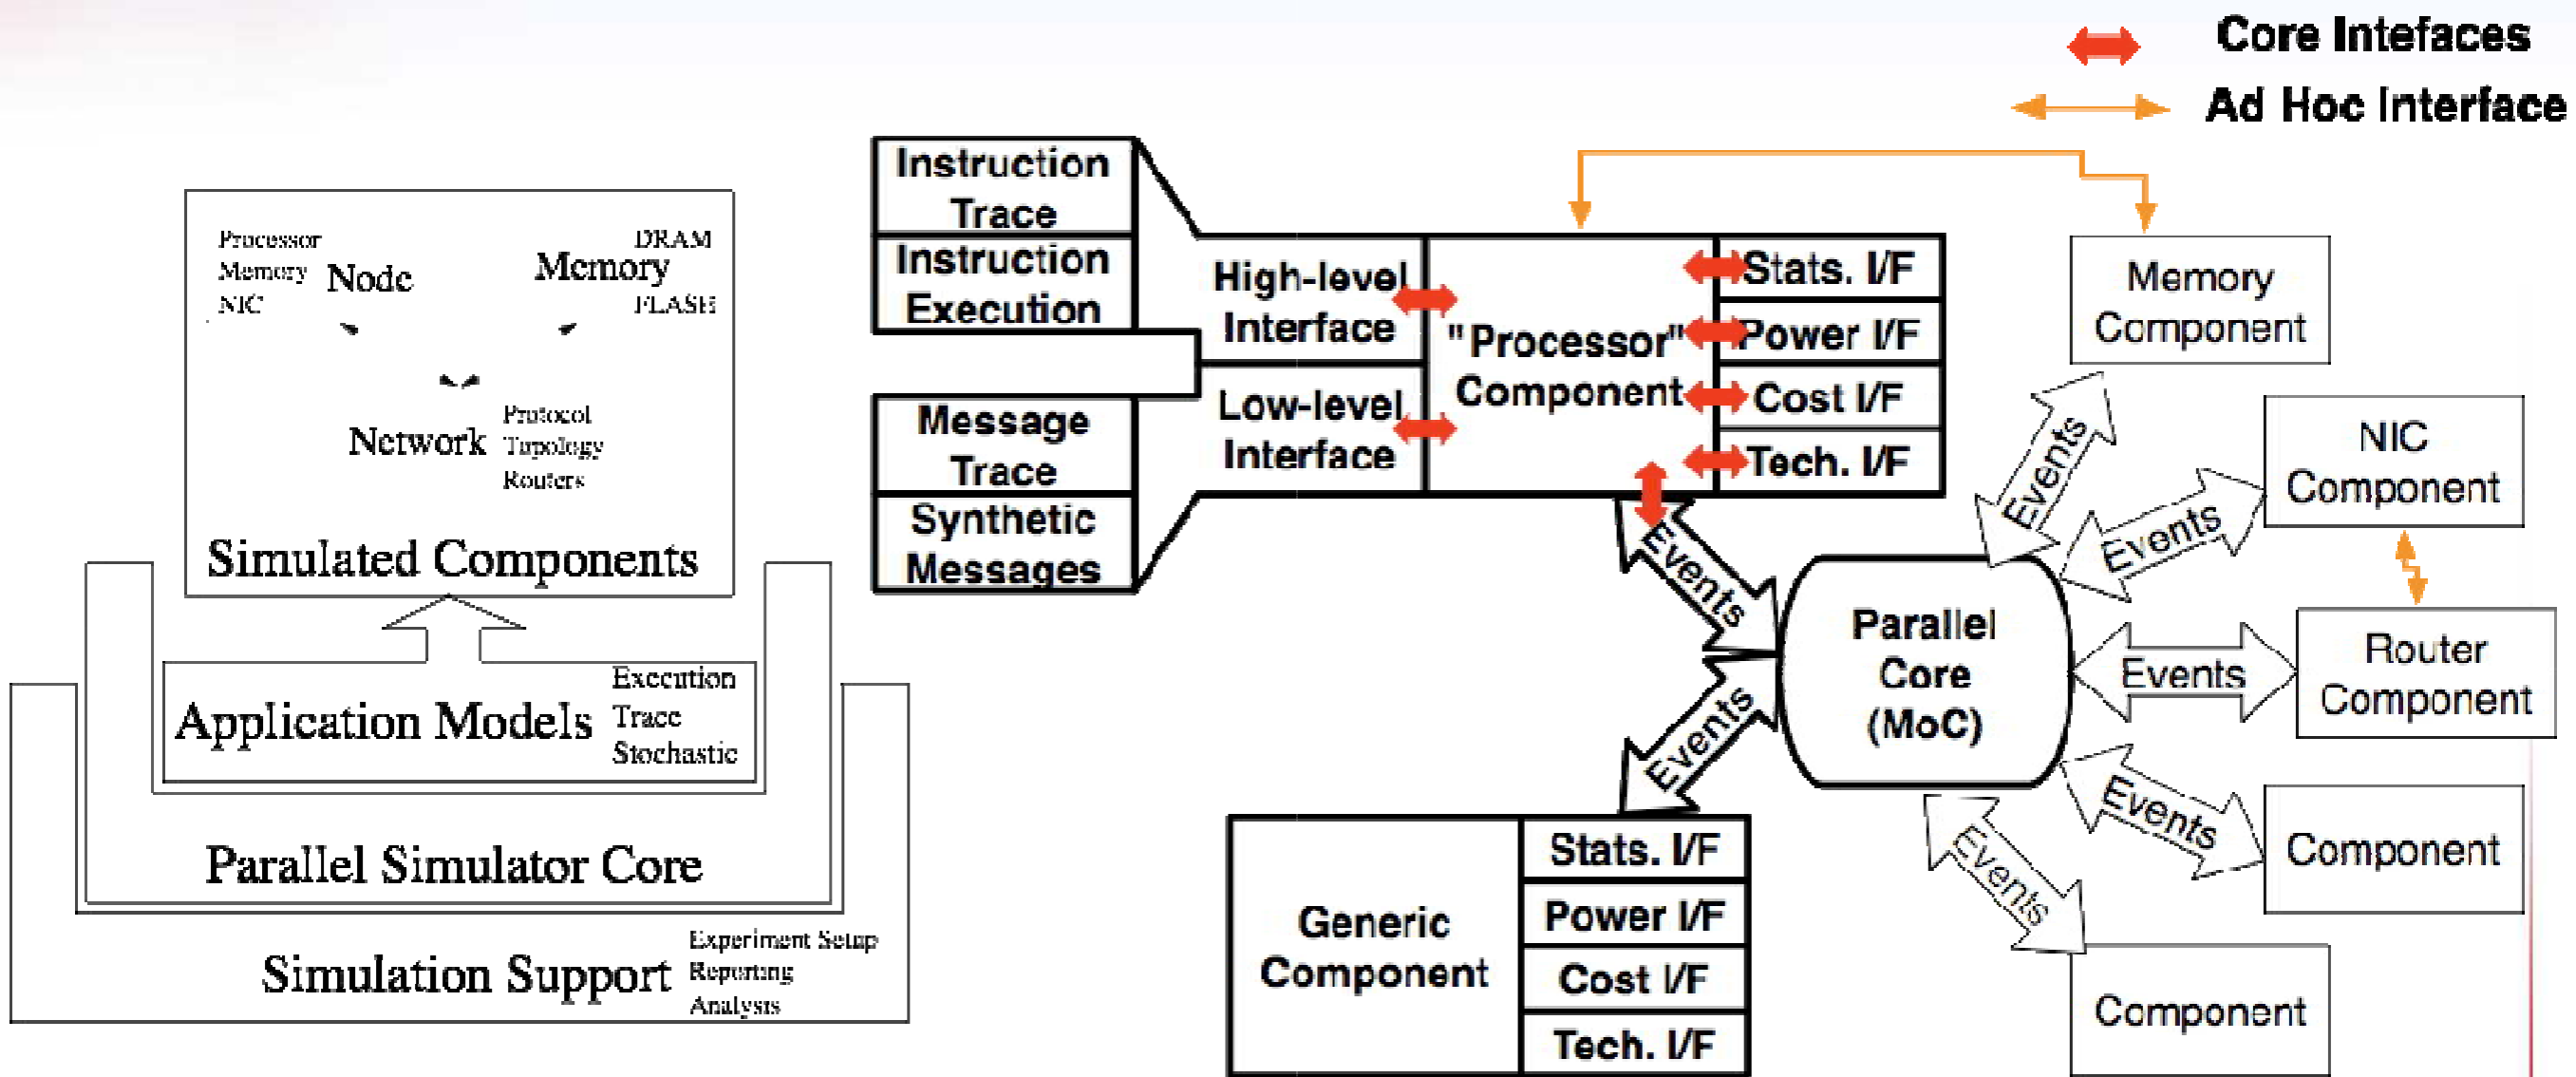 Core Intefaces
Ad Hoc Interface
Processor
Memory
NIC
Node
Memory
DRAM
FLASH
Network
Protocol
Topology
Routers
Simulated Components
Application Models
Execution
Trace
Stochastic
Parallel Simulator Core
Simulation Support
Experiment Setup
Reporting
Analysis
Instruction
Trace
Instruction
Execution
Message
Trace
Synthetic
Messages
High-level
Interface
Low-level
Interface
"Processor"
Component
Stats. I/F
Power I/F
Cost I/F
Tech. I/F
Events
Events
Generic
Component
Stats. I/F
Power I/F
Cost I/F
Tech. I/F
Parallel
Core
(MoC)
Events
Events
Events
Events
Events
Memory
Component
NIC
Component
Router
Component
Component
Component